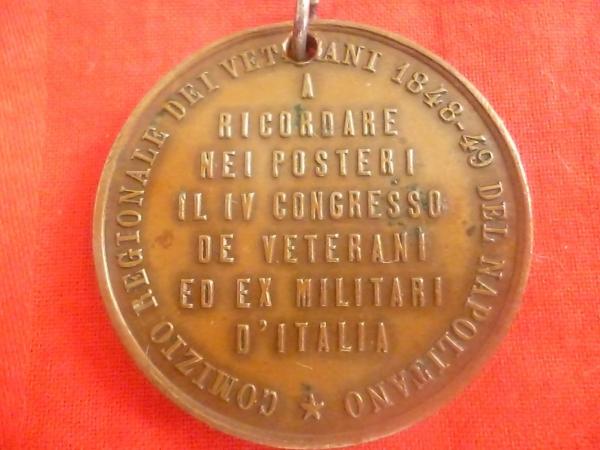 COMIZIO REGIONALE DEI VETERANI 1848-49 DEL NAPOLITANO
A
RICORDARE
NEI POSTERI
IL IV CONGRESSO
DE VETERANI
ED EX MILITARI
D'ITALIA